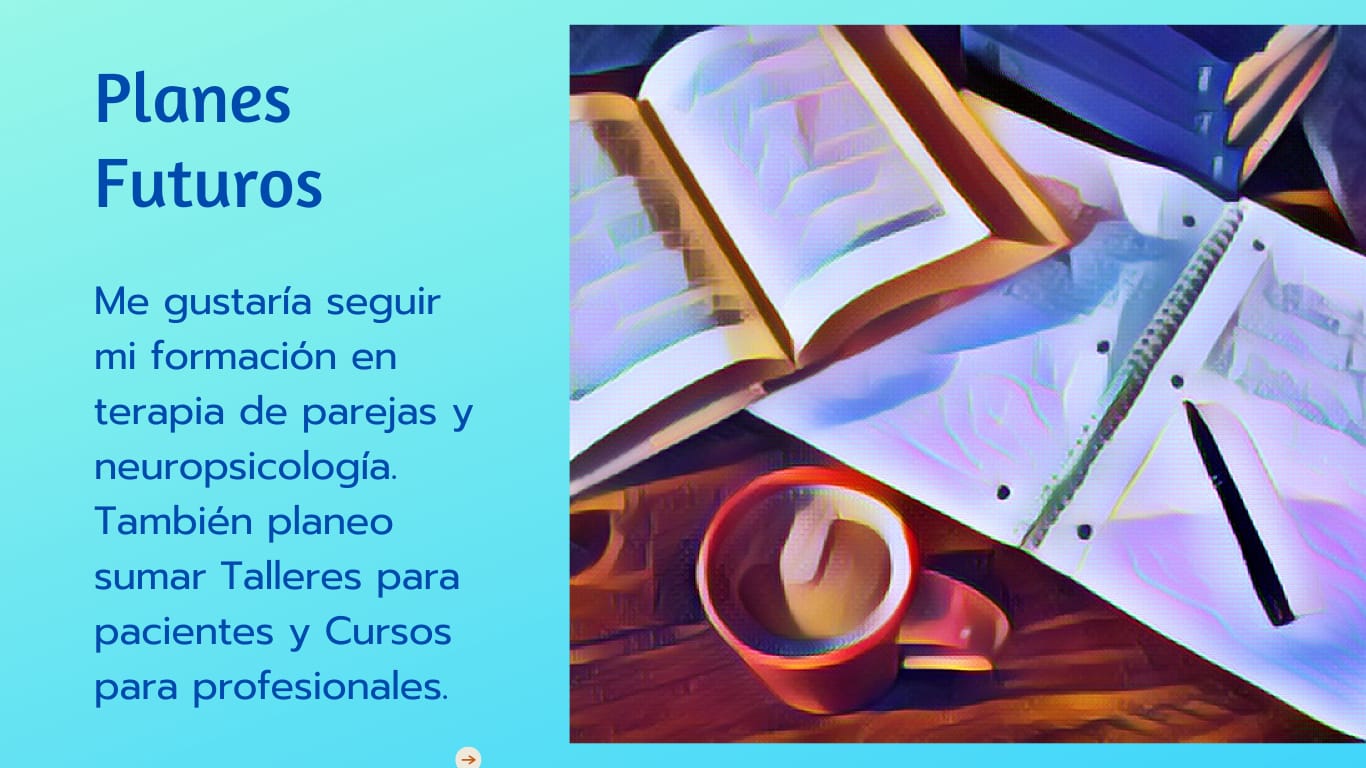 Planes
Futuros
Me gustaría seguir
mi formación en
terapia de parejas y
neuropsicología.
También planeo
sumar Talleres para
pacientes y Cursos
para profesionales.